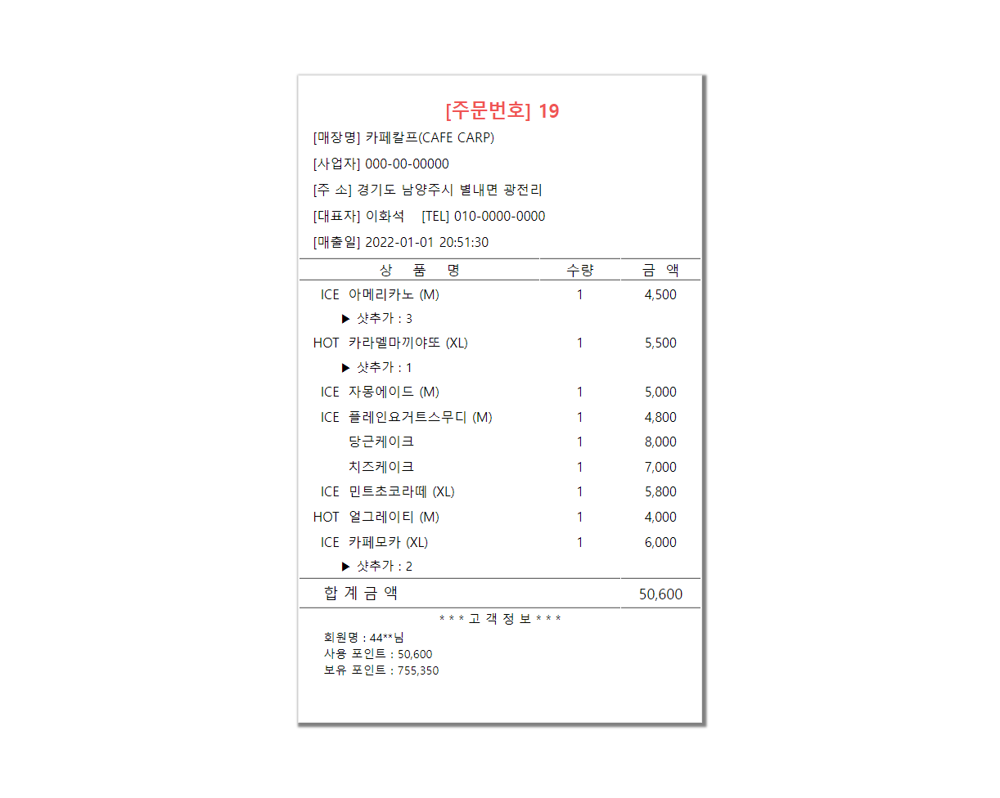 [주문번호] 19
[매장명] 카페칼프(CAFE CARP)
[사업자] 000-00-00000
[주 소] 경기도 남양주시 별내면 광전리
[대표자] 이화석 [TEL] 010-0000-0000
[매출일] 2022-01-01 20:51:30
상 품 명 수량 금 액
ICE 아메리카노 (M) 1 4,500
▶ 샷추가 : 3
HOT 카라멜마끼야또 (XL) 1 5,500
▶ 샷추가 : 1
ICE 자몽에이드 (M) 1 5,000
ICE 플레인요거트스무디 (M) 1 4,800
당근케이크 1 8,000
치즈케이크 1 7,000
ICE 민트초코라떼 (XL) 1 5,800
HOT 얼그레이티 (M) 1 4,000
ICE 카페모카 (XL) 1 6,000
▶ 샷추가 : 2
합 계 금 액 50,600
* * * 고 객 정 보 * * *
회원명 : 44**님
사용 포인트 : 50,600
보유 포인트 : 755,350